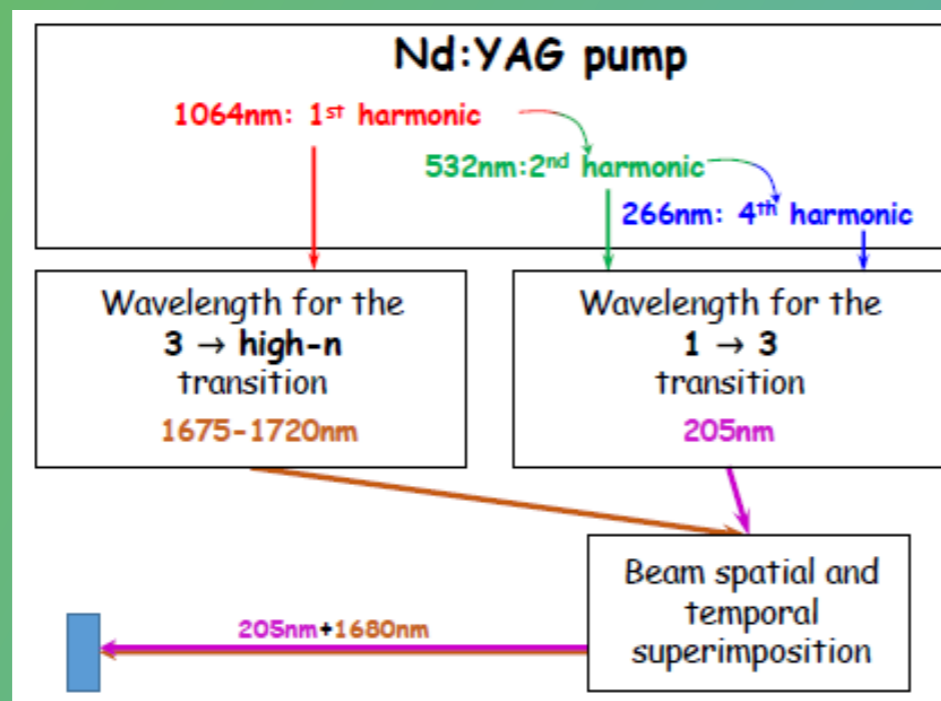 Nd:YAG pump
1064nm: 1st harmonic
532nm:2nd harmonic
266nm: 4th harmonic
Wavelength for the
3 → high-n
transition
1675-1720nm
Wavelength for the
1 → 3
transition
205nm
Beam spatial and
temporal
superimposition
205nm+1680nm